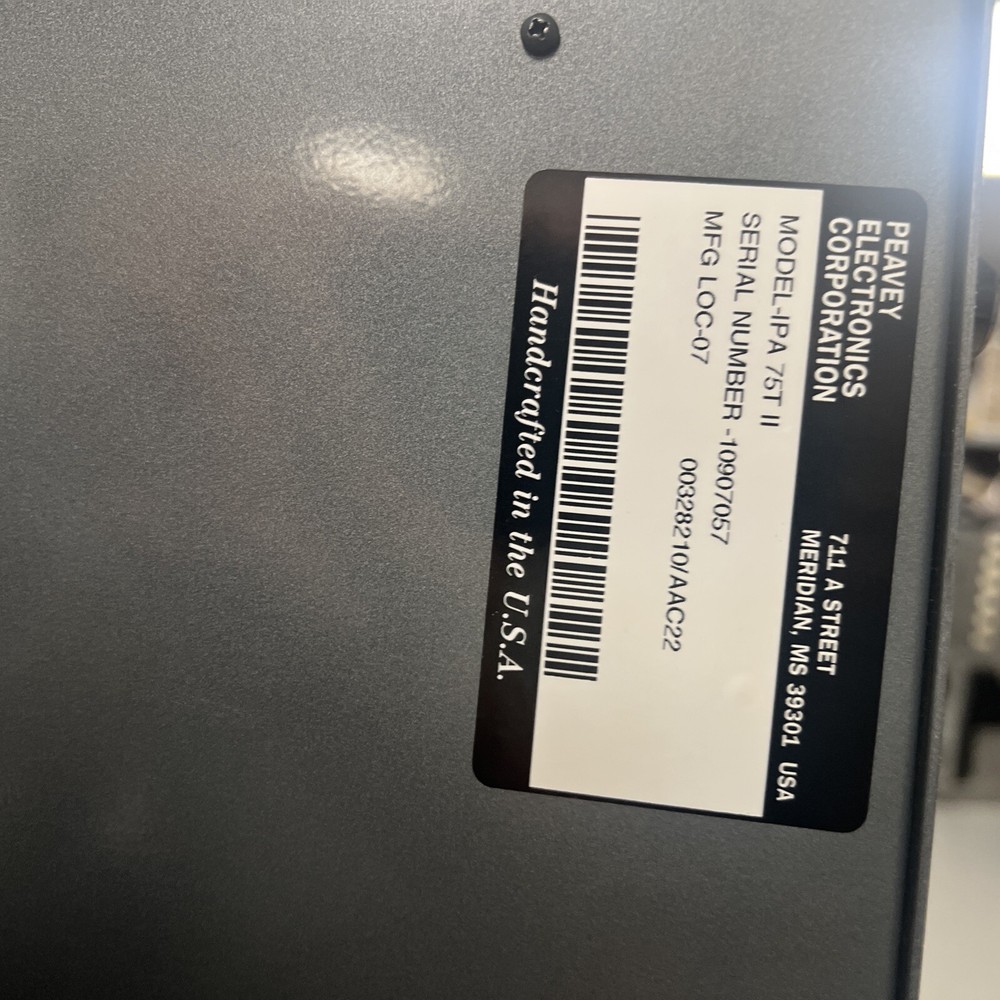 PEAVEY
ELECTRONICS
CORPORATION
711 A STREET
MERIDIAN, MS 39301 USA
MODEL-IPA 75T II
SERIAL NUMBER -10907057
MFG LOC-07
00328210/AAC22
Handcrafted in the U.S.A.